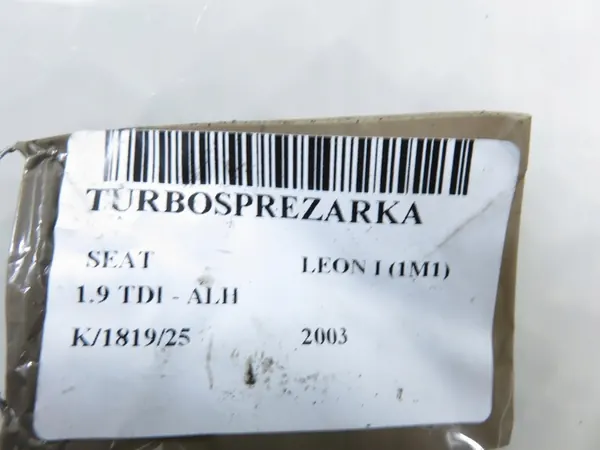 TURBOSPREZARKA
SEAT LEON I (1M1)
1.9 TDI - ALH
K/1819/25 2003